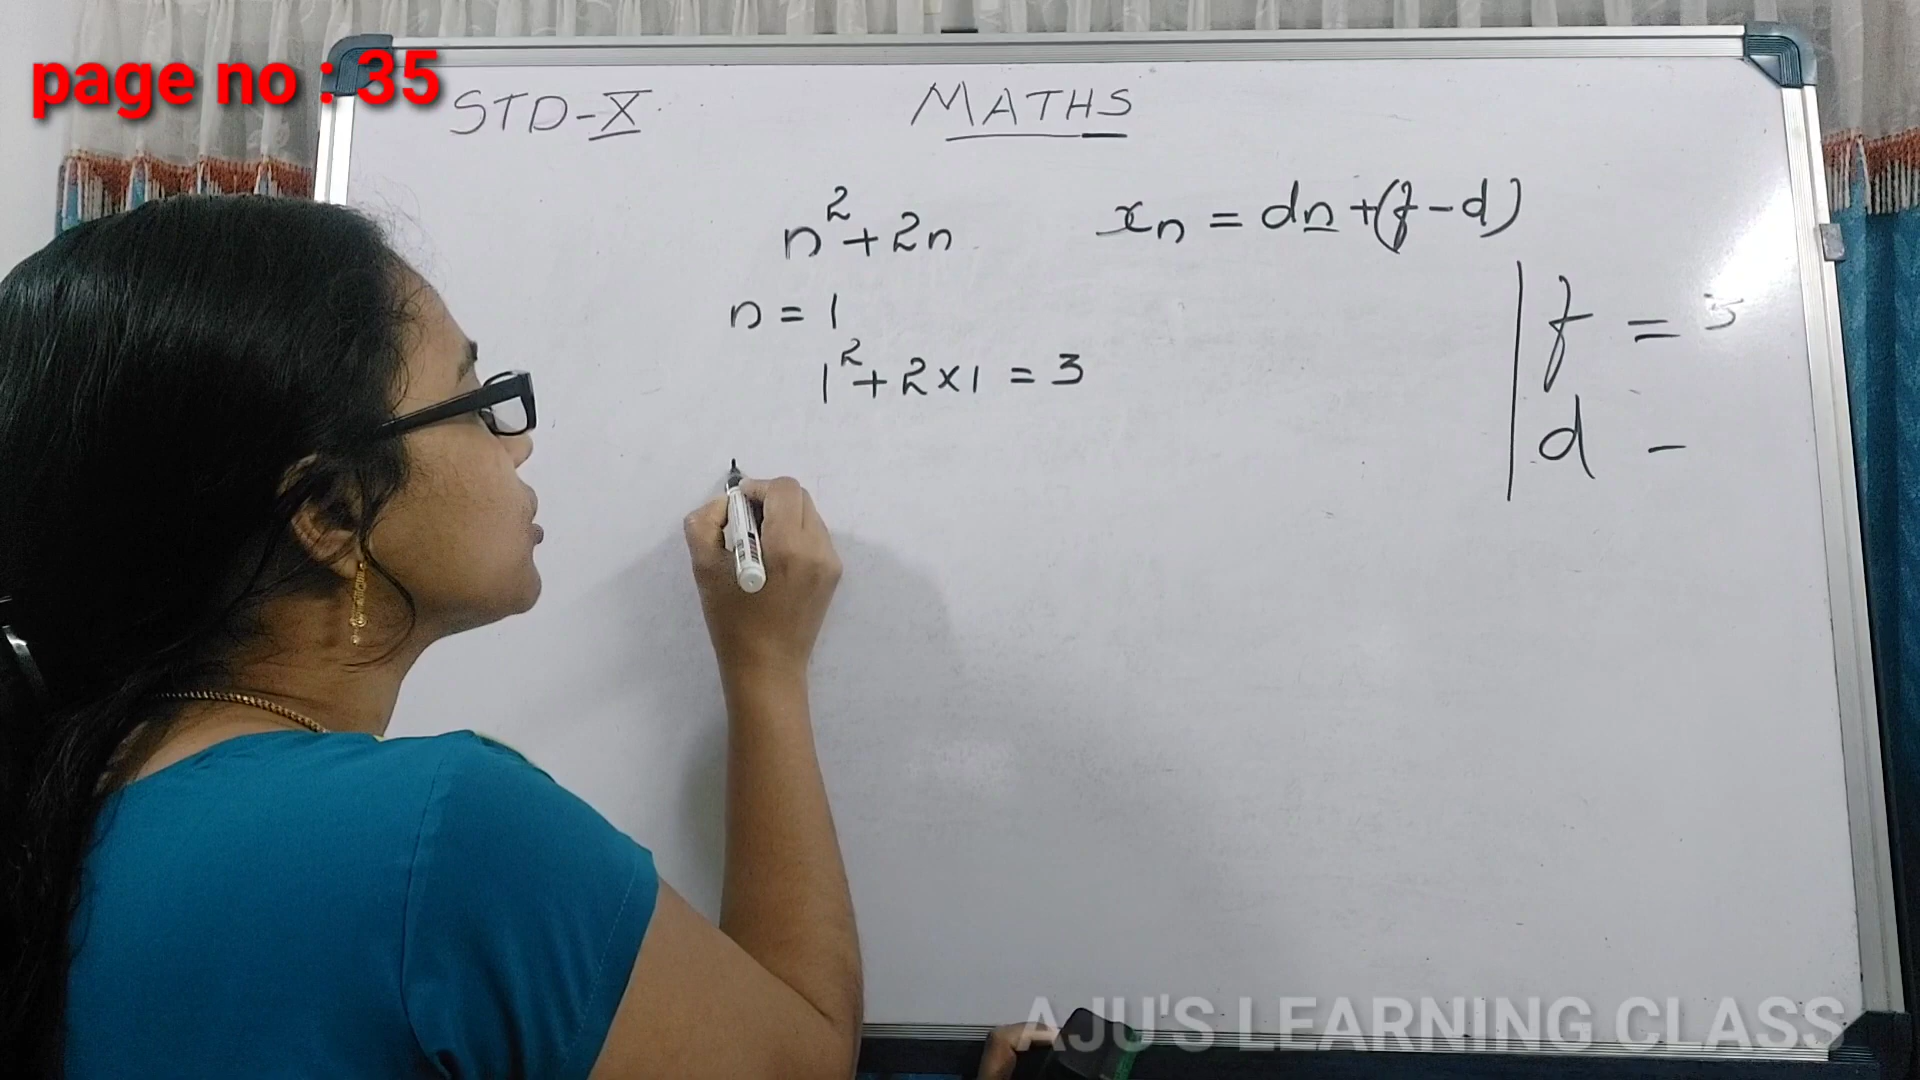 page no : 35
STD-X
MATHS
n²+2n
xₙ = dn+(f-d)
n = 1
1²+2×1 = 3
f =
d -
AJU'S LEARNING CLASS